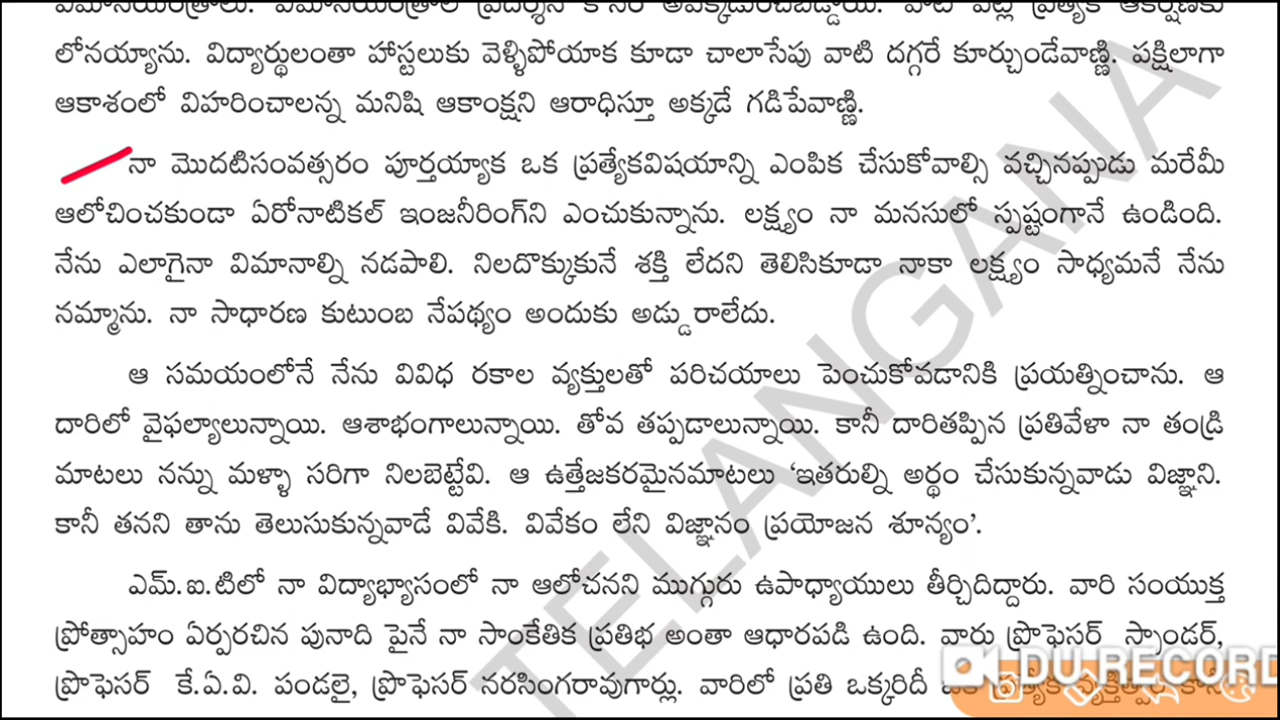 లోనయ్యాను. విద్యార్థులంతా హాస్టలుకు వెళ్ళిపోయాక కూడా చాలాసేపు వాటి దగ్గరే కూర్చుండేవాణ్ణి. పక్షిలాగా
ఆకాశంలో విహరించాలన్న మనిషి ఆకాంక్షని ఆరాధిస్తూ అక్కడే గడిపేవాణ్ణి.
నా మొదటిసంవత్సరం పూర్తయ్యాక ఒక ప్రత్యేకవిషయాన్ని ఎంపిక చేసుకోవాల్సి వచ్చినప్పుడు మరేమీ
ఆలోచించకుండా ఏరోనాటికల్ ఇంజనీరింగ్‌ని ఎంచుకున్నాను. లక్ష్యం నా మనసులో స్పష్టంగానే ఉండింది.
నేను ఎలాగైనా విమానాల్ని నడపాలి. నిలదొక్కుకునే శక్తి లేదని తెలిసికూడా నాకా లక్ష్యం సాధ్యమనే నేను
నమ్మాను. నా సాధారణ కుటుంబ నేపథ్యం అందుకు అడ్డురాలేదు.
ఆ సమయంలోనే నేను వివిధ రకాల వ్యక్తులతో పరిచయాలు పెంచుకోవడానికి ప్రయత్నించాను. ఆ
దారిలో వైఫల్యాలున్నాయి. ఆశాభంగాలున్నాయి. తోవ తప్పడాలున్నాయి. కానీ దారితప్పిన ప్రతివేళా నా తండ్రి
మాటలు నన్ను మళ్ళా సరిగా నిలబెట్టేవి. ఆ ఉత్తేజకరమైనమాటలు ‘ఇతరుల్ని అర్థం చేసుకున్నవాడు విజ్ఞాని.
కానీ తనని తాను తెలుసుకున్నవాడే వివేకి. వివేకం లేని విజ్ఞానం ప్రయోజన శూన్యం’.
ఎమ్.ఐ.టిలో నా విద్యాభ్యాసంలో నా ఆలోచనని ముగ్గురు ఉపాధ్యాయులు తీర్చిదిద్దారు. వారి సంయుక్త
ప్రోత్సాహం ఏర్పరచిన పునాది పైనే నా సాంకేతిక ప్రతిభ అంతా ఆధారపడి ఉంది. వారు ప్రొఫెసర్ స్పాండర్,
ప్రొఫెసర్ కే.ఏ.వి. పండలై, ప్రొఫెసర్ నరసింగరావుగార్లు. వారిలో ప్రతి ఒక్కరిదీ
TELANGANA
DU RECORD